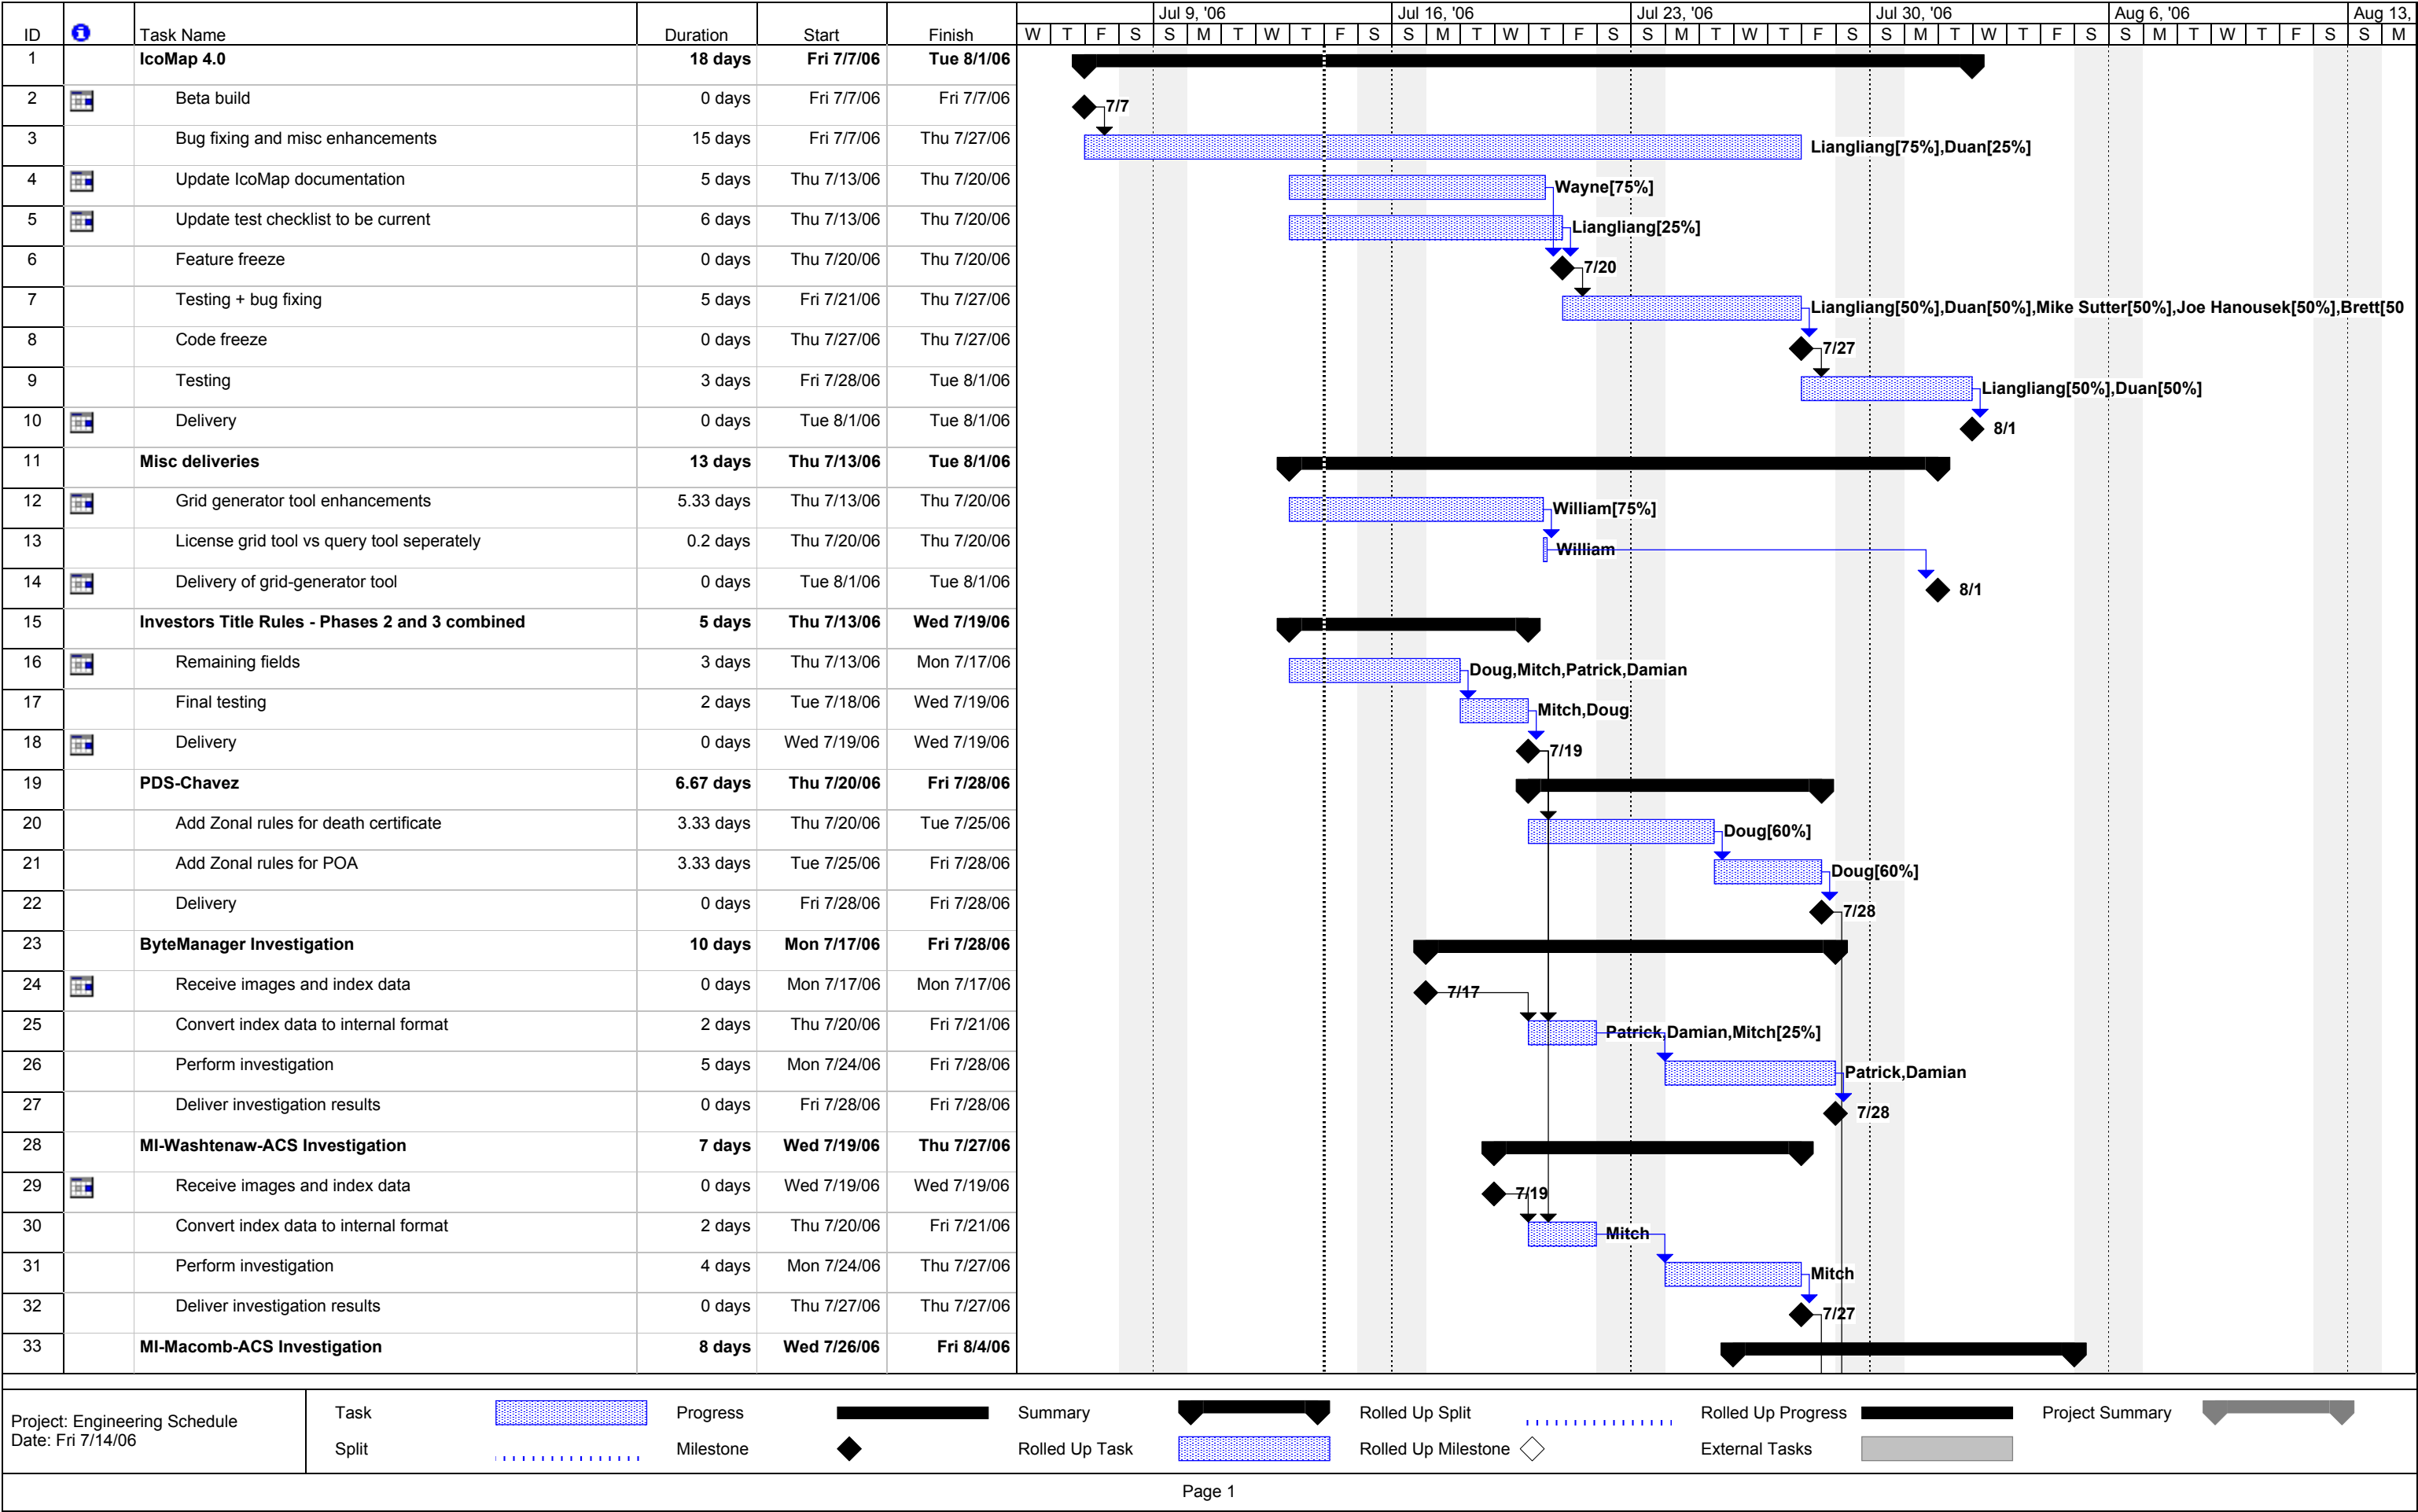 Jul 9, '06 Jul 16, '06 Jul 23, '06 Jul 30, '06 Aug 6, '06 Aug 13,
ID Task Name Duration Start Finish W T F S S M T W T F S S M T W T F S S M T W T F S S M T W T F S S M T W T F S S M
1 IcoMap 4.0 18 days Fri 7/7/06 Tue 8/1/06
2 Beta build 0 days Fri 7/7/06 Fri 7/7/06 7/7
3 Bug fixing and misc enhancements 15 days Fri 7/7/06 Thu 7/27/06 Liangliang[75%],Duan[25%]
4 Update IcoMap documentation 5 days Thu 7/13/06 Thu 7/20/06 Wayne[75%]
5 Update test checklist to be current 6 days Thu 7/13/06 Thu 7/20/06 Liangliang[25%]
6 Feature freeze 0 days Thu 7/20/06 Thu 7/20/06 7/20
7 Testing + bug fixing 5 days Fri 7/21/06 Thu 7/27/06 Liangliang[50%],Duan[50%],Mike Sutter[50%],Joe Hanousek[50%],Brett[50
8 Code freeze 0 days Thu 7/27/06 Thu 7/27/06 7/27
9 Testing 3 days Fri 7/28/06 Tue 8/1/06 Liangliang[50%],Duan[50%]
10 Delivery 0 days Tue 8/1/06 Tue 8/1/06 8/1
11 Misc deliveries 13 days Thu 7/13/06 Tue 8/1/06
12 Grid generator tool enhancements 5.33 days Thu 7/13/06 Thu 7/20/06 William[75%]
13 License grid tool vs query tool seperately 0.2 days Thu 7/20/06 Thu 7/20/06 William
14 Delivery of grid-generator tool 0 days Tue 8/1/06 Tue 8/1/06 8/1
15 Investors Title Rules - Phases 2 and 3 combined 5 days Thu 7/13/06 Wed 7/19/06
16 Remaining fields 3 days Thu 7/13/06 Mon 7/17/06 Doug,Mitch,Patrick,Damian
17 Final testing 2 days Tue 7/18/06 Wed 7/19/06 Mitch,Doug
18 Delivery 0 days Wed 7/19/06 Wed 7/19/06 7/19
19 PDS-Chavez 6.67 days Thu 7/20/06 Fri 7/28/06
20 Add Zonal rules for death certificate 3.33 days Thu 7/20/06 Tue 7/25/06 Doug[60%]
21 Add Zonal rules for POA 3.33 days Tue 7/25/06 Fri 7/28/06 Doug[60%]
22 Delivery 0 days Fri 7/28/06 Fri 7/28/06 7/28
23 ByteManager Investigation 10 days Mon 7/17/06 Fri 7/28/06
24 Receive images and index data 0 days Mon 7/17/06 Mon 7/17/06 7/17
25 Convert index data to internal format 2 days Thu 7/20/06 Fri 7/21/06 Patrick,Damian,Mitch[25%]
26 Perform investigation 5 days Mon 7/24/06 Fri 7/28/06 Patrick,Damian
27 Deliver investigation results 0 days Fri 7/28/06 Fri 7/28/06 7/28
28 MI-Washtenaw-ACS Investigation 7 days Wed 7/19/06 Thu 7/27/06
29 Receive images and index data 0 days Wed 7/19/06 Wed 7/19/06 7/19
30 Convert index data to internal format 2 days Thu 7/20/06 Fri 7/21/06 Mitch
31 Perform investigation 4 days Mon 7/24/06 Thu 7/27/06 Mitch
32 Deliver investigation results 0 days Thu 7/27/06 Thu 7/27/06 7/27
33 MI-Macomb-ACS Investigation 8 days Wed 7/26/06 Fri 8/4/06
Project: Engineering Schedule
Date: Fri 7/14/06
Task Progress Summary Rolled Up Split Rolled Up Progress Project Summary
Split Milestone Rolled Up Task Rolled Up Milestone External Tasks
Page 1